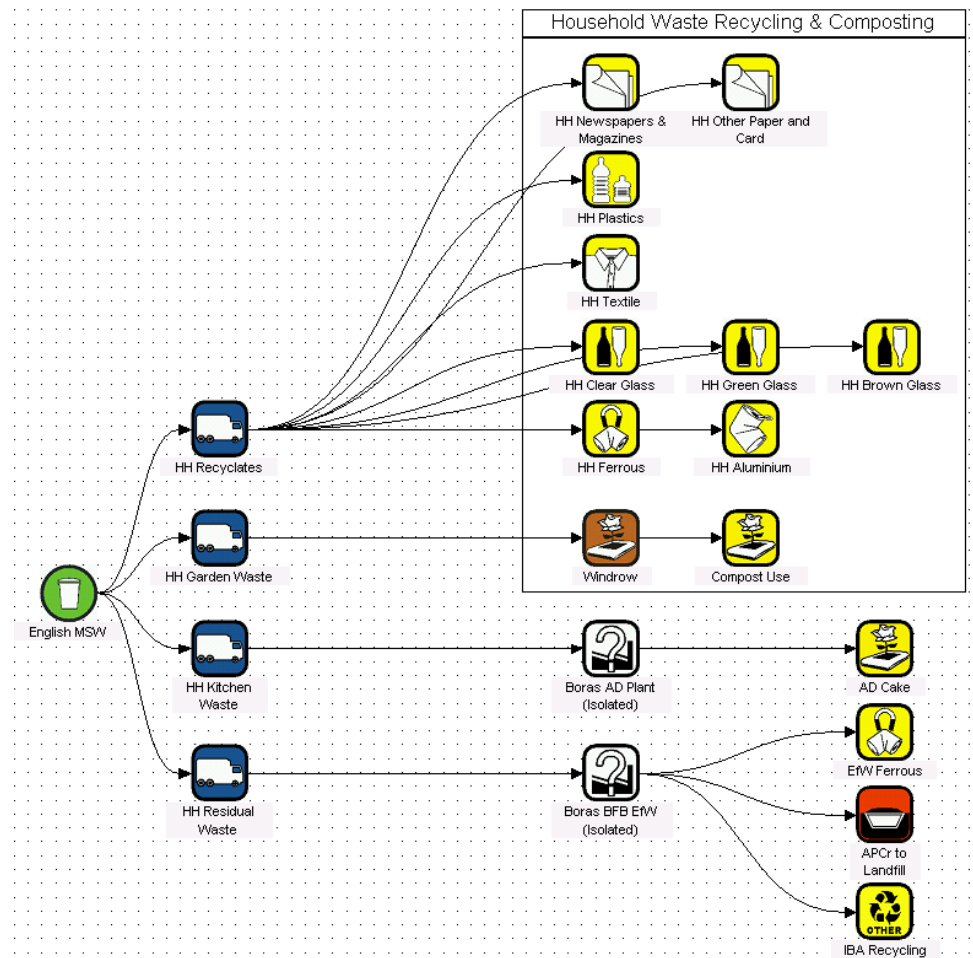 Household Waste Recycling & Composting
HH Newspapers &
Magazines
HH Other Paper and
Card
HH Plastics
HH Textile
HH Clear Glass
HH Green Glass
HH Brown Glass
HH Recyclates
HH Ferrous
HH Aluminium
HH Garden Waste
Windrow
Compost Use
English MSW
HH Kitchen
Waste
Boras AD Plant
(Isolated)
AD Cake
EfW Ferrous
HH Residual
Waste
Boras BFB EfW
(Isolated)
APCr to
Landfill
OTHER
IBA Recycling